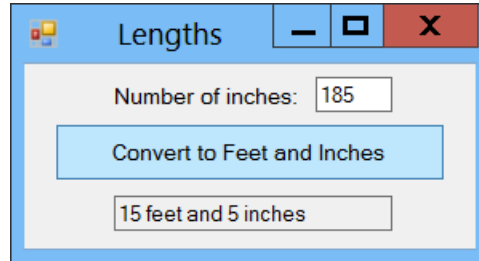 Lengths
Number of inches: 185
Convert to Feet and Inches
15 feet and 5 inches